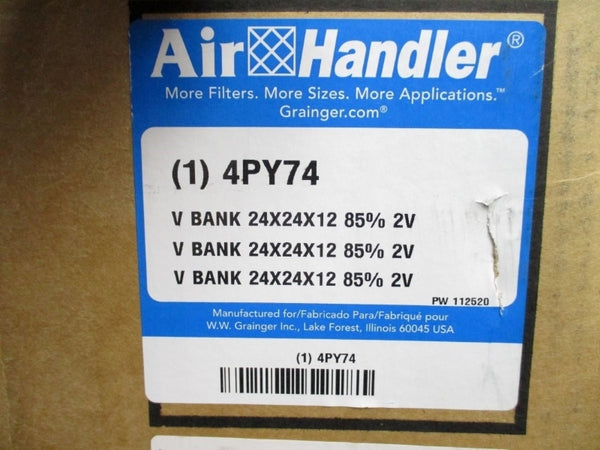 Air Handler®
More Filters. More Sizes. More Applications.™
Grainger.com®
(1) 4PY74
V BANK 24X24X12 85% 2V
V BANK 24X24X12 85% 2V
V BANK 24X24X12 85% 2V
PW 112520
Manufactured for/Fabricado Para/Fabriqué pour
W.W. Grainger Inc., Lake Forest, Illinois 60045 USA
(1) 4PY74